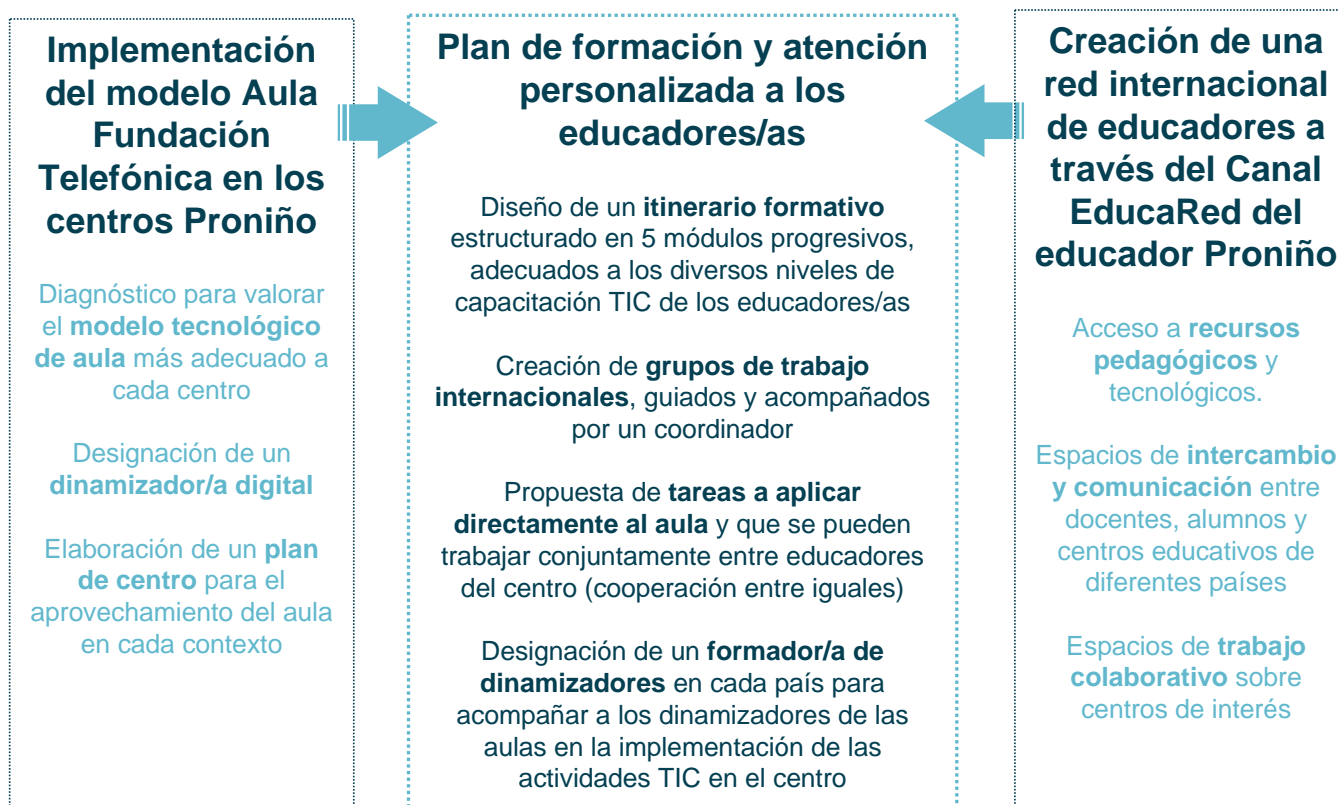 Implementación
del modelo Aula
Fundación
Telefónica en los
centros Proniño
Diagnóstico para valorar
el modelo tecnológico
de aula más adecuado a
cada centro
Designación de un
dinamizador/a digital
Elaboración de un plan
de centro para el
aprovechamiento del aula
en cada contexto
Plan de formación y atención
personalizada a los
educadores/as
Diseño de un itinerario formativo
estructurado en 5 módulos progresivos,
adecuados a los diversos niveles de
capacitación TIC de los educadores/as
Creación de grupos de trabajo
internacionales, guiados y acompañados
por un coordinador
Propuesta de tareas a aplicar
directamente al aula y que se pueden
trabajar conjuntamente entre educadores
del centro (cooperación entre iguales)
Designación de un formador/a de
dinamizadores en cada país para
acompañar a los dinamizadores de las
aulas en la implementación de las
actividades TIC en el centro
Creación de una
red internacional
de educadores a
través del Canal
EducaRed del
educador Proniño
Acceso a recursos
pedagógicos y
tecnológicos.
Espacios de intercambio
y comunicación entre
docentes, alumnos y
centros educativos de
diferentes países
Espacios de trabajo
colaborativo sobre
centros de interés